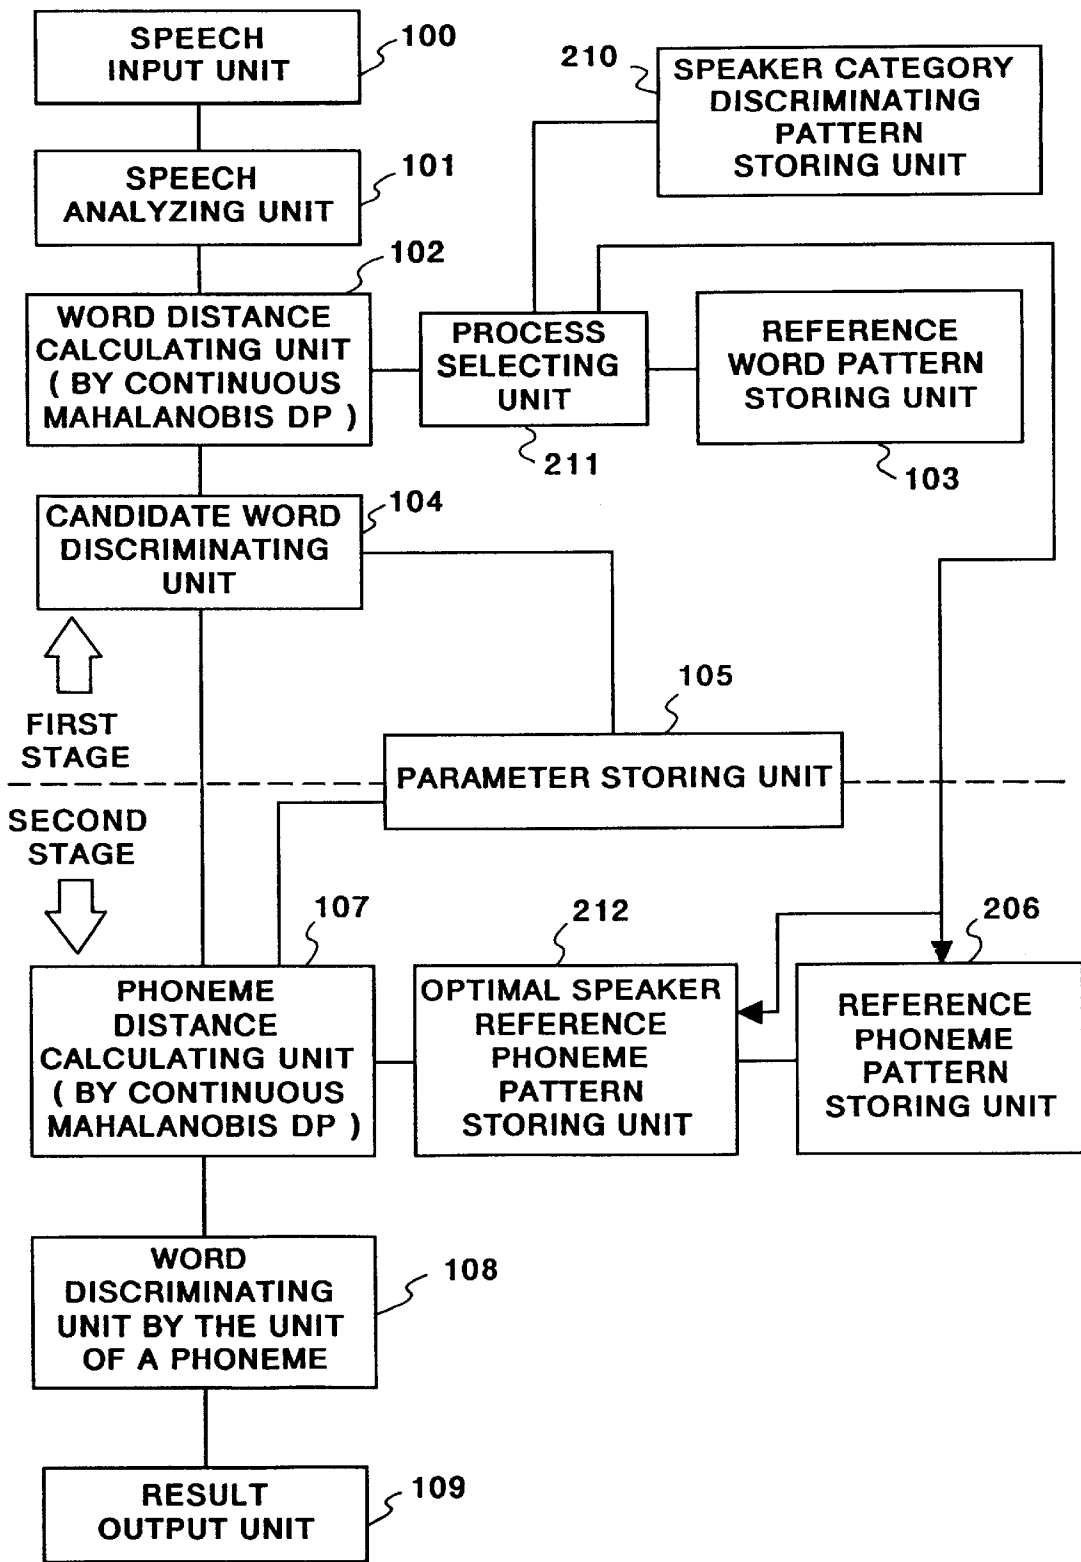 SPEECH
INPUT UNIT
100
210
SPEAKER CATEGORY
DISCRIMINATING
PATTERN
STORING UNIT
SPEECH
ANALYZING UNIT
101
102
WORD DISTANCE
CALCULATING UNIT
( BY CONTINUOUS
MAHALANOBIS DP )
PROCESS
SELECTING
UNIT
211
REFERENCE
WORD PATTERN
STORING UNIT
103
CANDIDATE WORD
DISCRIMINATING
UNIT
104
FIRST
STAGE
105
PARAMETER STORING UNIT
SECOND
STAGE
107
PHONEME
DISTANCE
CALCULATING UNIT
( BY CONTINUOUS
MAHALANOBIS DP )
212
OPTIMAL SPEAKER
REFERENCE
PHONEME
PATTERN
STORING UNIT
206
REFERENCE
PHONEME
PATTERN
STORING UNIT
WORD
DISCRIMINATING
UNIT BY THE UNIT
OF A PHONEME
108
RESULT
OUTPUT UNIT
109